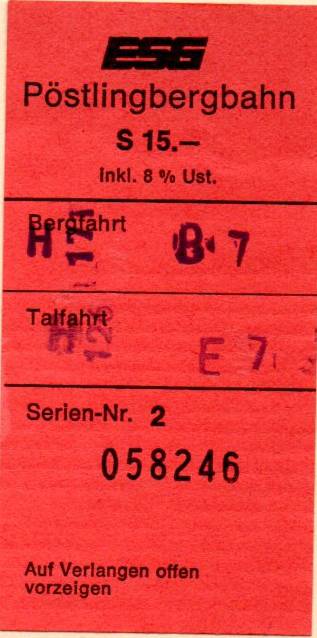 ESG
Pöstlingbergbahn
S 15.—
Inkl. 8 % Ust.
Bergfahrt
H B 7
Talfahrt
E 7
Serien-Nr. 2
058246
Auf Verlangen offen
vorzeigen